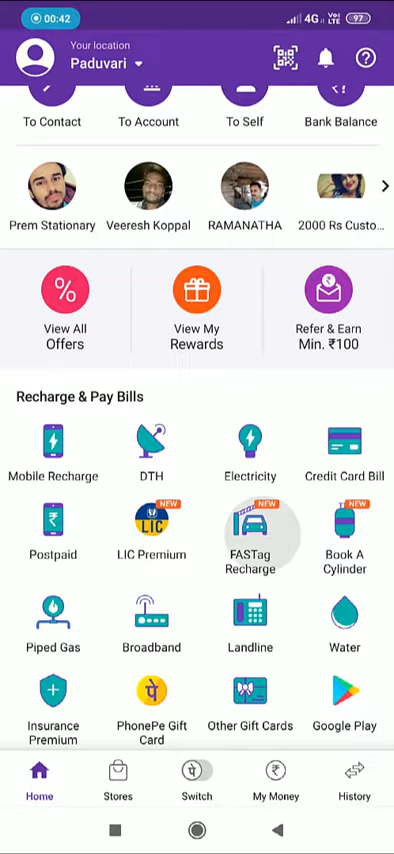 00:42
4G
Vo) LTE
97
Your location
Paduvari
?
To Contact To Account To Self Bank Balance
Prem Stationary Veeresh Koppal RAMANATHA 2000 Rs Custo...
%
View All Offers
View My Rewards
Refer & Earn Min. ₹100
Recharge & Pay Bills
Mobile Recharge DTH Electricity Credit Card Bill
NEW NEW NEW
₹ LIC
Postpaid LIC Premium FASTag Book A
Recharge Cylinder
Piped Gas Broadband Landline Water
पे
Insurance PhonePe Gift Other Gift Cards Google Play
Premium Card
पे ₹
Home Stores Switch My Money History